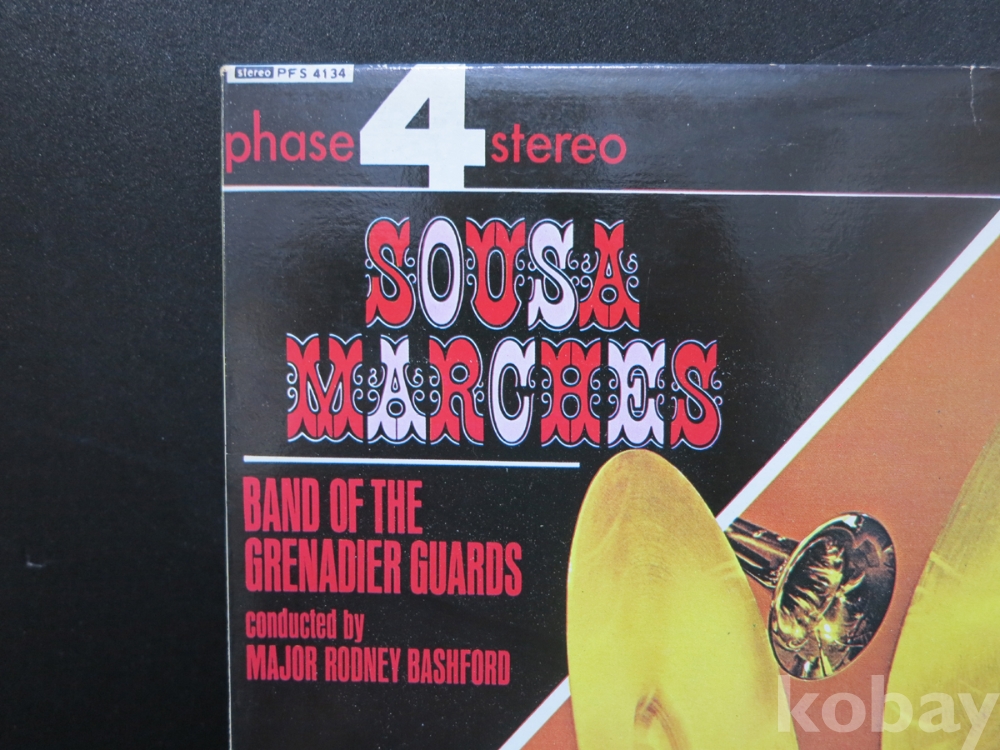 stereo PFS 4134
phase 4 stereo
SOUSA
MARCHES
BAND OF THE
GRENADIER GUARDS
conducted by
MAJOR RODNEY BASHFORD
kobay